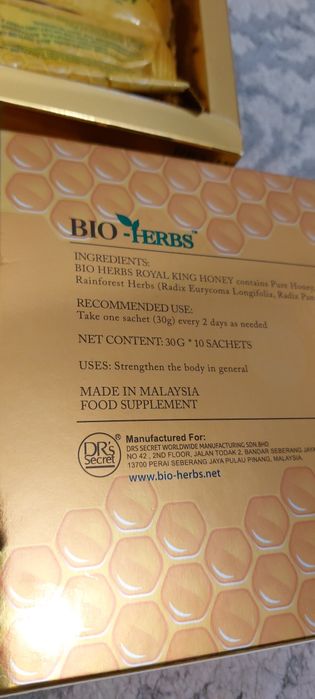 BIO-HERBS™
INGREDIENTS:
BIO HERBS ROYAL KING HONEY contains Pure Honey,
Rainforest Herbs (Radix Eurycoma Longifolia, Radix Pan
RECOMMENDED USE:
Take one sachet (30g) every 2 days as needed
NET CONTENT: 30G * 10 SACHETS
USES: Strengthen the body in general
MADE IN MALAYSIA
FOOD SUPPLEMENT
DR's Secret®
Manufactured For:
DRS SECRET WORLDWIDE MANUFACTURING SDN.BHD
NO 42 , 2ND FLOOR, JALAN TODAK 2, BANDAR SEBERANG JAYA
13700 PERAI SEBERANG JAYA PULAU PINANG, MALAYSIA.
www.bio-herbs.net